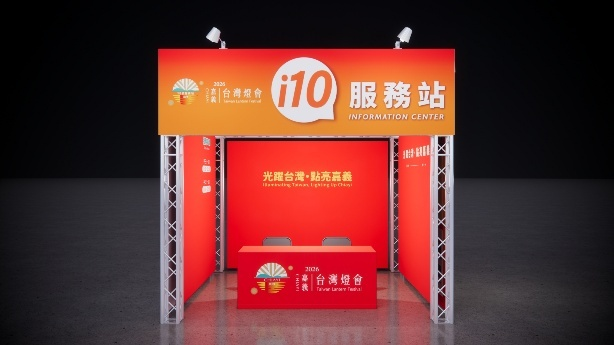 2026
嘉義
台灣燈會
Taiwan Lantern Festival
i10
服務站
INFORMATION CENTER
光躍台灣・點亮嘉義
Illuminating Taiwan, Lighting Up Chiayi
2026
嘉義
CHIAYI
台灣燈會
Taiwan Lantern Festival